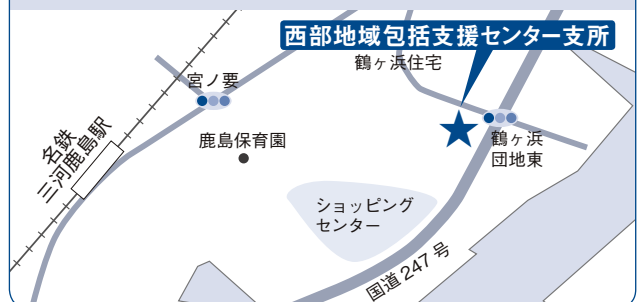 西部地域包括支援センター支所
鶴ヶ浜住宅
宮ノ要
鹿島保育園
名鉄
三河鹿島駅
鶴ヶ浜
団地東
ショッピング
センター
国道247号